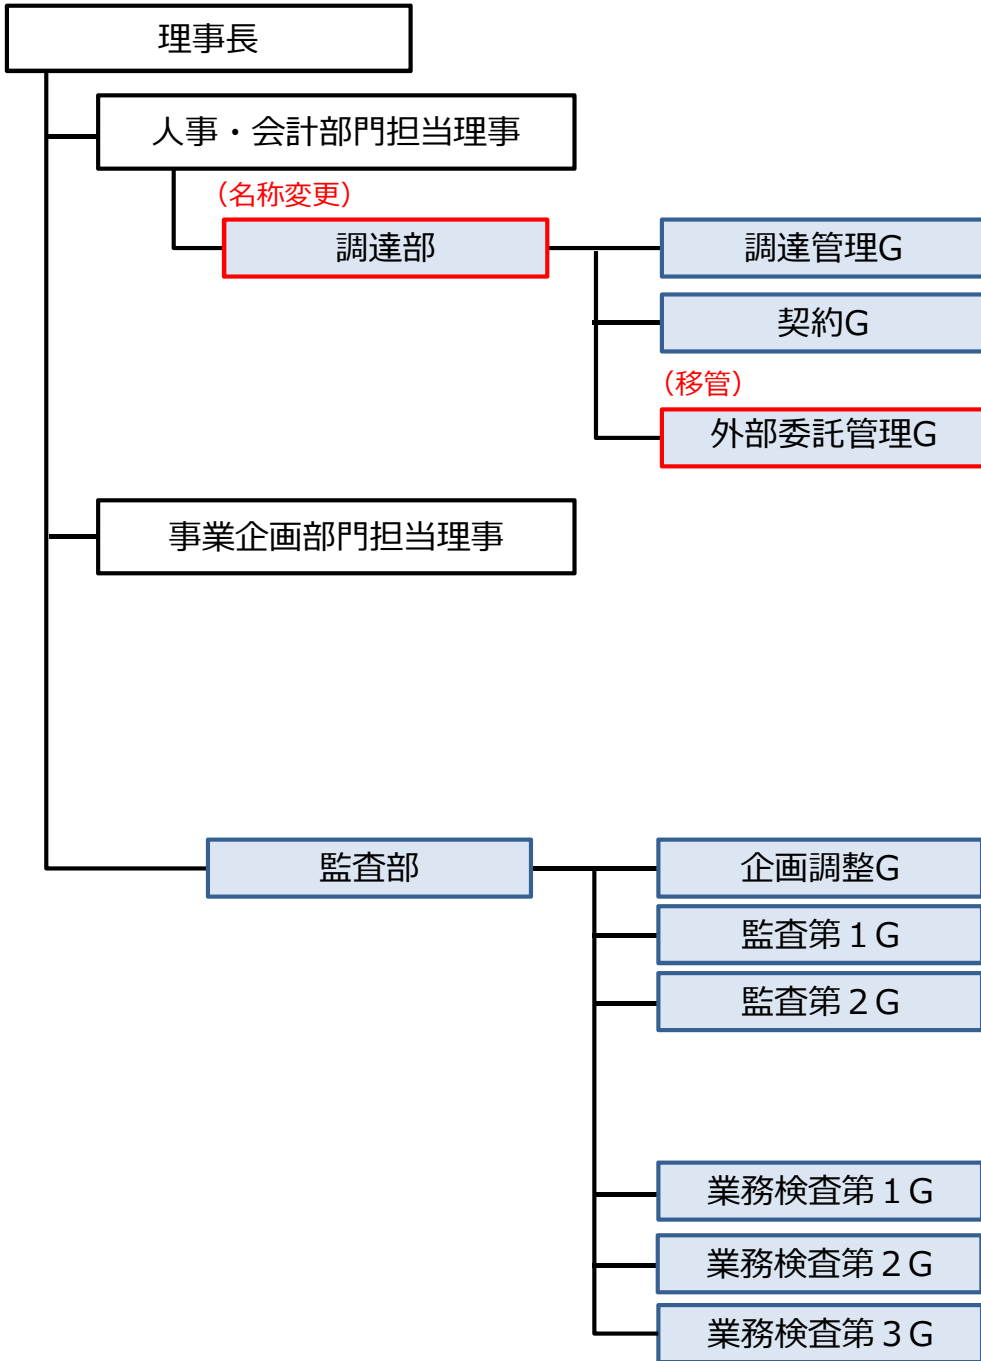 理事長
人事・会計部門担当理事
（名称変更）
調達部
調達管理G
契約G
（移管）
外部委託管理G
事業企画部門担当理事
監査部
企画調整G
監査第１G
監査第２G
業務検査第１G
業務検査第２G
業務検査第３G